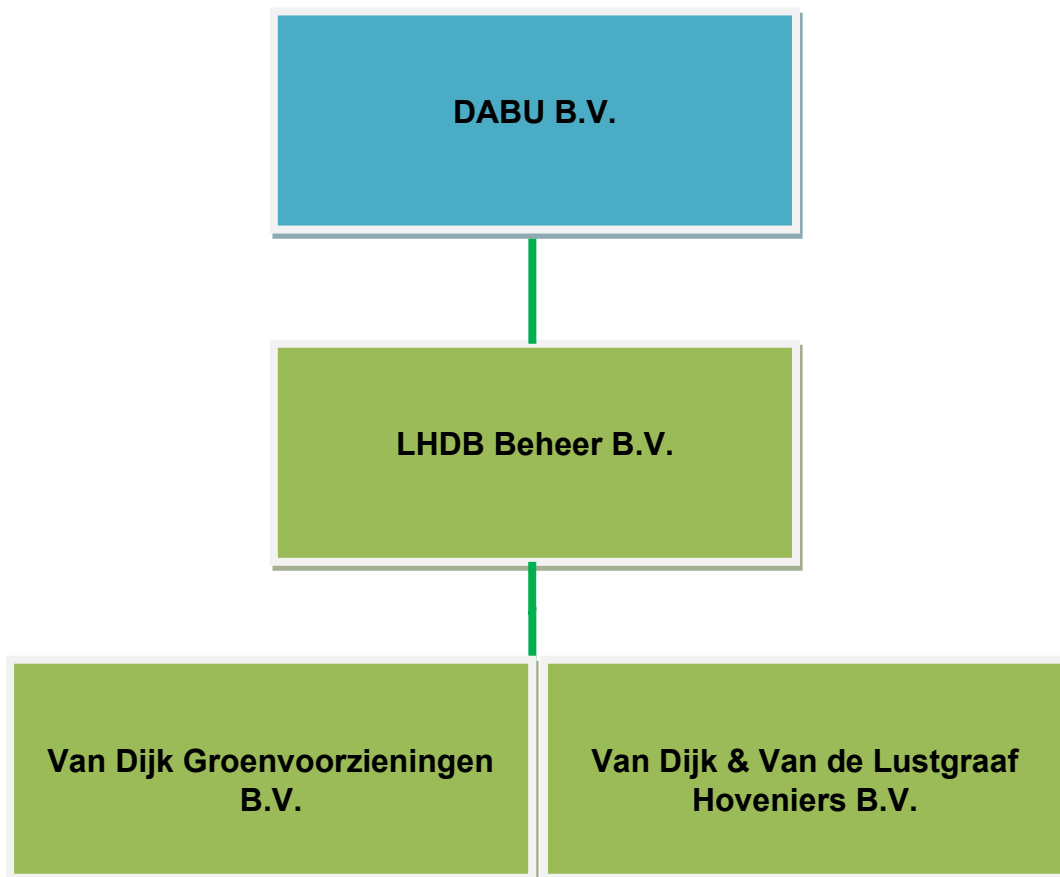 DABU B.V.
LHDB Beheer B.V.
Van Dijk Groenvoorzieningen
B.V.
Van Dijk & Van de Lustgraaf
Hoveniers B.V.